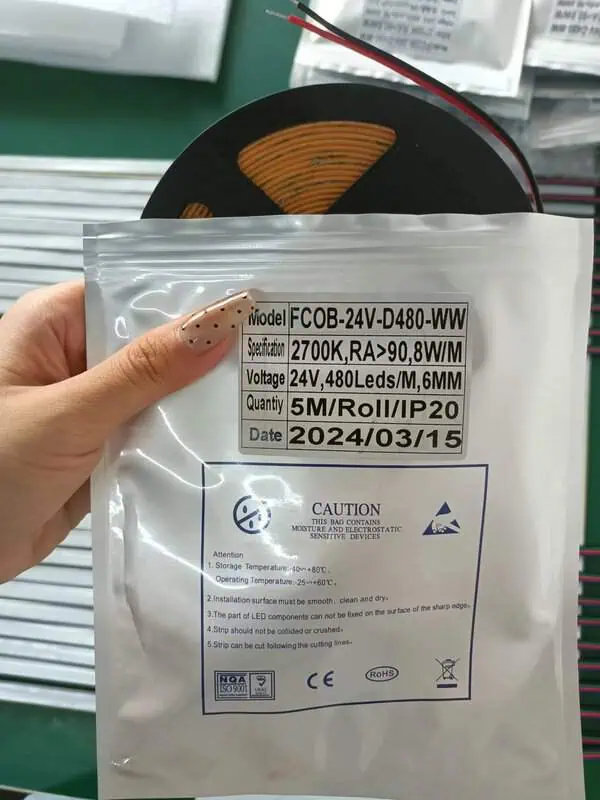 Model FCOB-24V-D480-WW
Specification 2700K,RA>90,8W/M
Voltage 24V,480Leds/M,6MM
Quantiy 5M/Roll/IP20
Date 2024/03/15
CAUTION
THIS BAG CONTAINS
MOISTURE AND ELECTROSTATIC
SENSITIVE DEVICES
Attention
1. Storage Temperature:-40~+80℃.
Operating Temperature:-25~+60℃.
2.Installation surface must be smooth, clean and dry.
3.The part of LED components can not be fixed on the surface of the sharp edge.
4.Strip should not be collided or crushed.
5.Strip can be cut following the cutting lines.
NQA
ISO 9001
UKAS
CE
RoHS